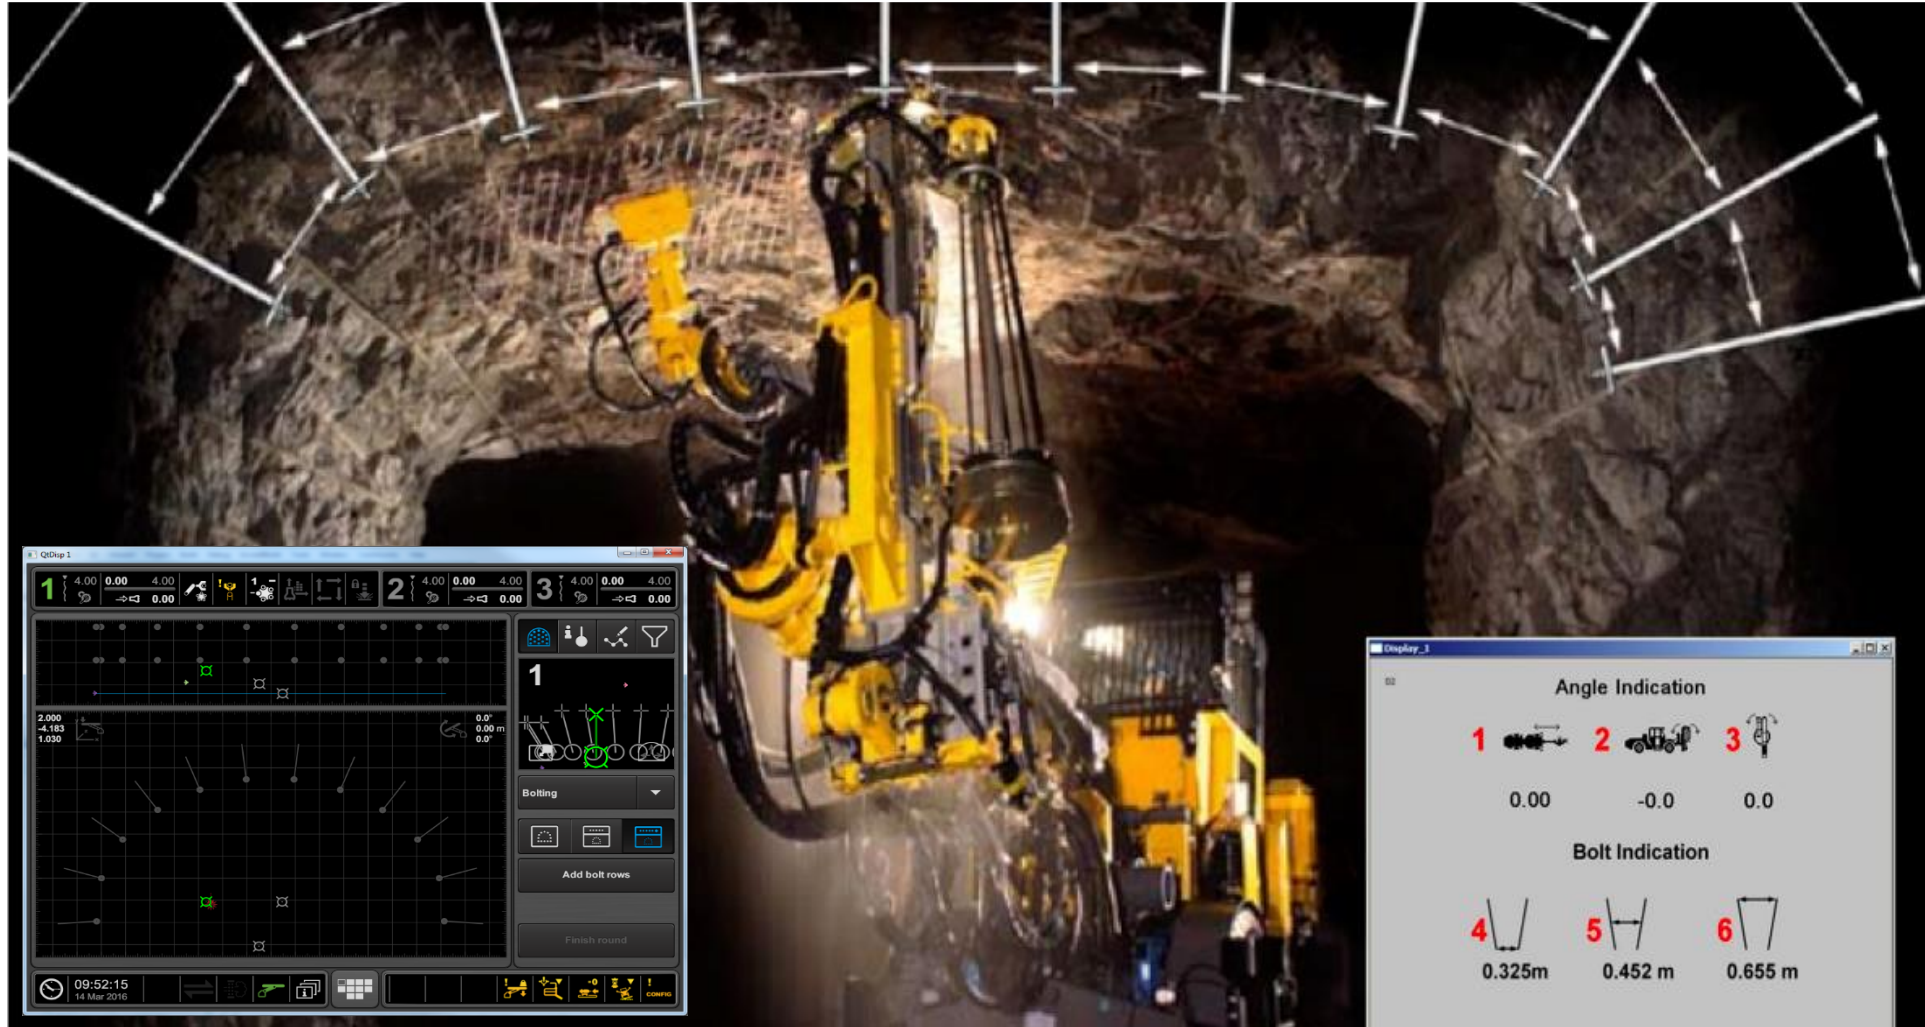 QtDisp 1
1 4.00 0.00 4.00 0.00 1 2 4.00 0.00 4.00 0.00 3 4.00 0.00 4.00 0.00
2.000
-4.183
1.030
0.0°
0.00 m
0.0°
1
Bolting
Add bolt rows
Finish round
09:52:15
14 Mar 2016
-0
! CONFIG
Display_1
Angle Indication
1 2 3
0.00 -0.0 0.0
Bolt Indication
4 5 6
0.325m 0.452 m 0.655 m